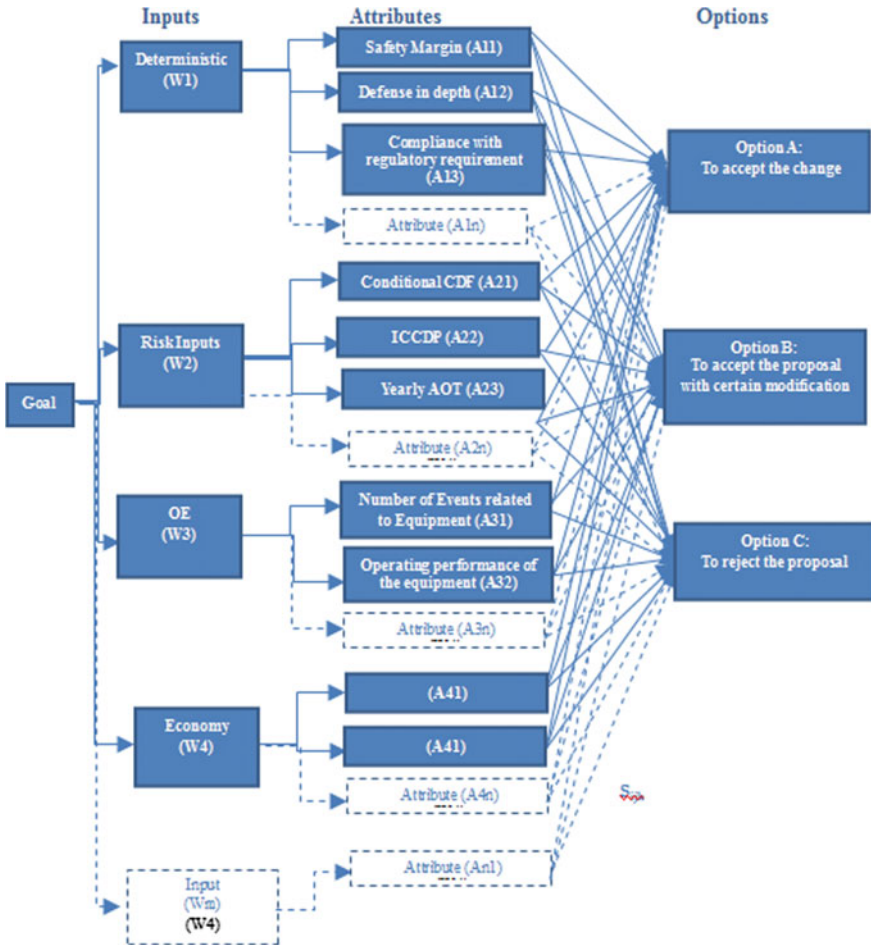 Inputs
Attributes
Options
Goal
Deterministic
(W1)
Safety Margin (A11)
Defense in depth (A12)
Compliance with
regulatory requirement
(A13)
Attribute (A1n)
Risk Inputs
(W2)
Conditional CDF (A21)
ICCDP (A22)
Yearly AOT (A23)
Attribute (A2n)
OE
(W3)
Number of Events related
to Equipment (A31)
Operating performance of
the equipment (A32)
Attribute (A3n)
Economy
(W4)
(A41)
(A41)
Attribute (A4n)
Input
(Wm)
(W4)
Attribute (An1)
Option A:
To accept the change
Option B:
To accept the proposal
with certain modification
Option C:
To reject the proposal